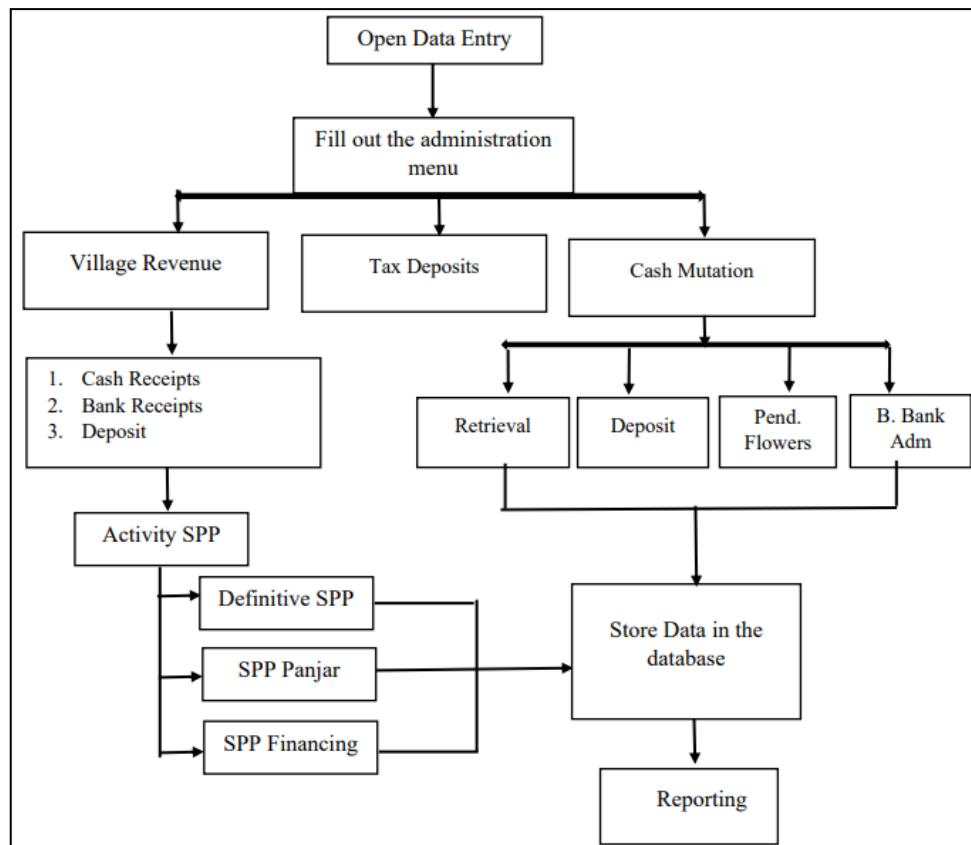 Open Data Entry
Fill out the administration
menu
Village Revenue
Tax Deposits
Cash Mutation
1. Cash Receipts
2. Bank Receipts
3. Deposit
Retrieval
Deposit
Pend.
Flowers
B. Bank
Adm
Activity SPP
Definitive SPP
SPP Panjar
SPP Financing
Store Data in the
database
Reporting